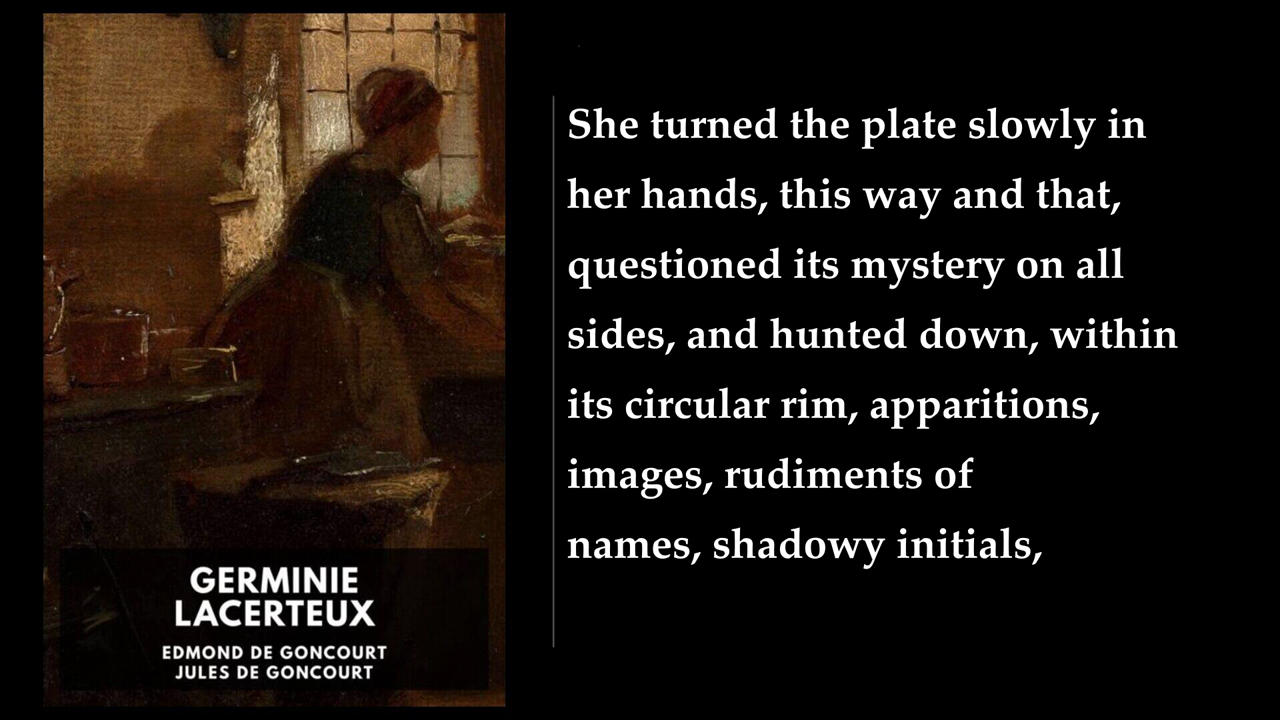 GERMINIE
LACERTEUX
EDMOND DE GONCOURT
JULES DE GONCOURT
She turned the plate slowly in
her hands, this way and that,
questioned its mystery on all
sides, and hunted down, within
its circular rim, apparitions,
images, rudiments of
names, shadowy initials,